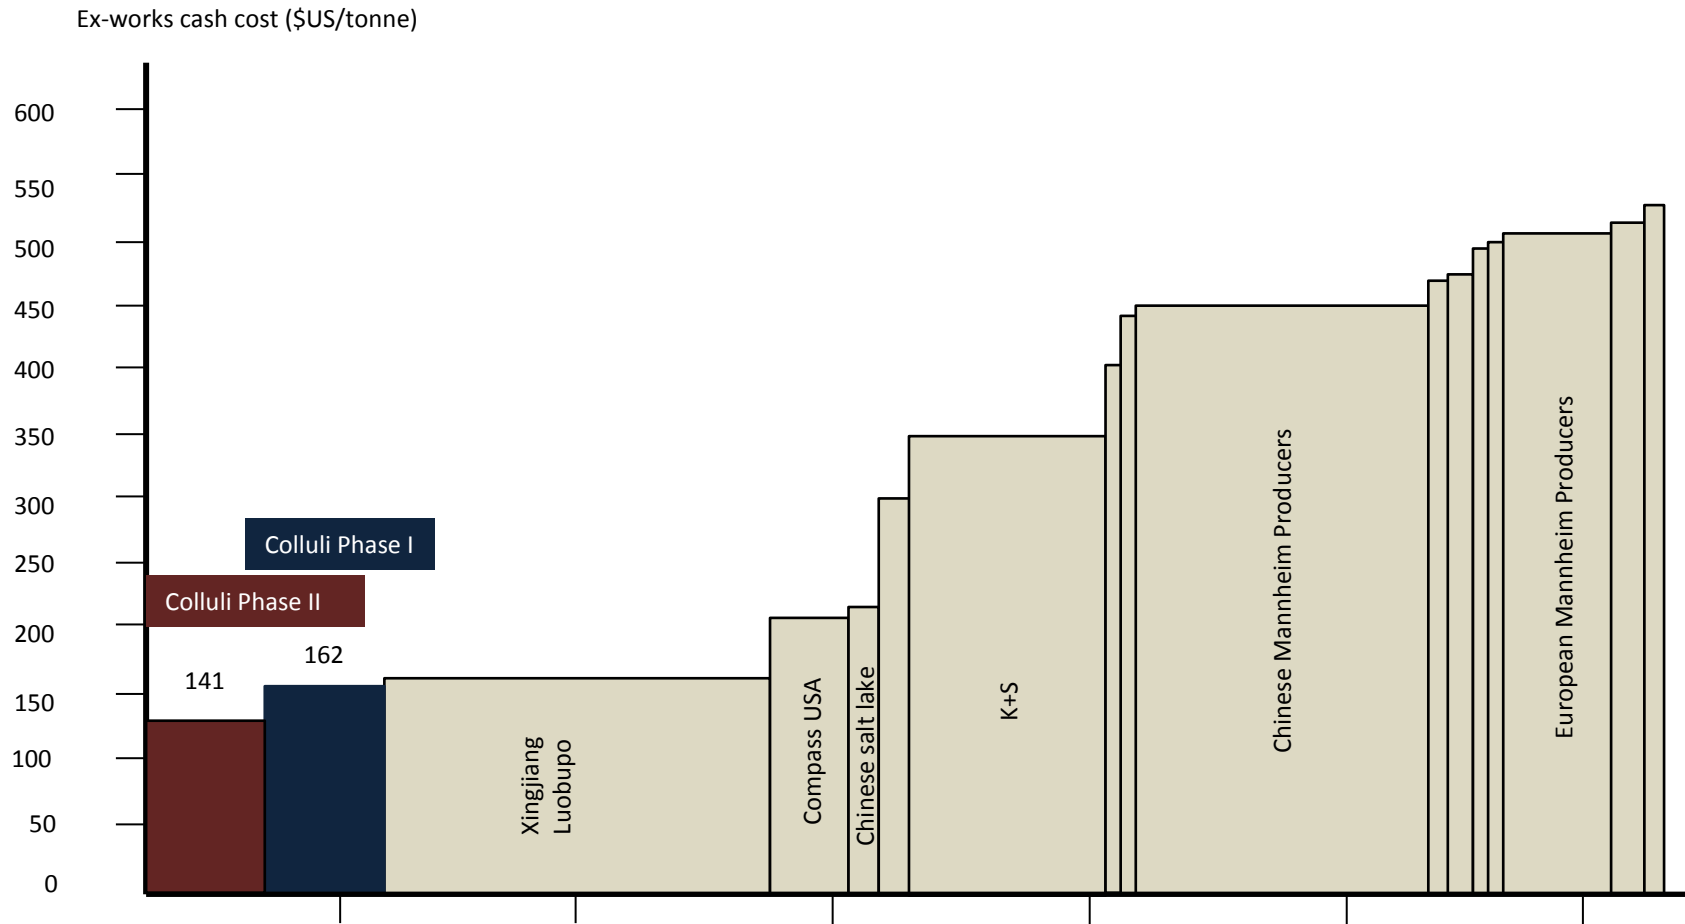 Ex-works cash cost ($US/tonne)
600
550
500
450
400
350
300
250
200
150
100
50
0
Colluli Phase I
Colluli Phase II
162
141
Xingjiang
Luobupo
Compass USA
Chinese salt lake
K+S
Chinese Mannheim Producers
European Mannheim Producers